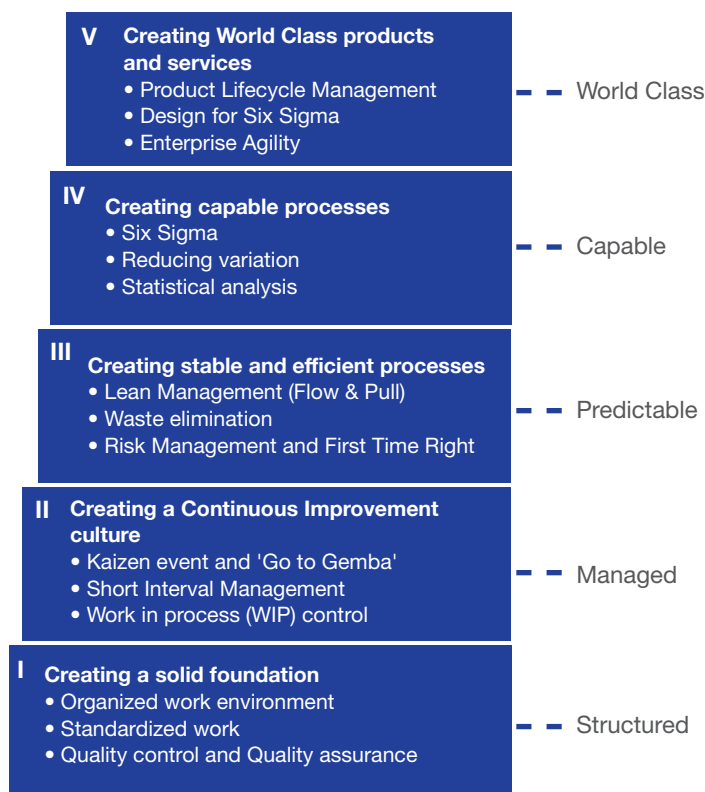 V Creating World Class products
and services
• Product Lifecycle Management
• Design for Six Sigma
• Enterprise Agility
World Class
IV Creating capable processes
• Six Sigma
• Reducing variation
• Statistical analysis
Capable
III Creating stable and efficient processes
• Lean Management (Flow & Pull)
• Waste elimination
• Risk Management and First Time Right
Predictable
II Creating a Continuous Improvement
culture
• Kaizen event and 'Go to Gemba'
• Short Interval Management
• Work in process (WIP) control
Managed
I Creating a solid foundation
• Organized work environment
• Standardized work
• Quality control and Quality assurance
Structured